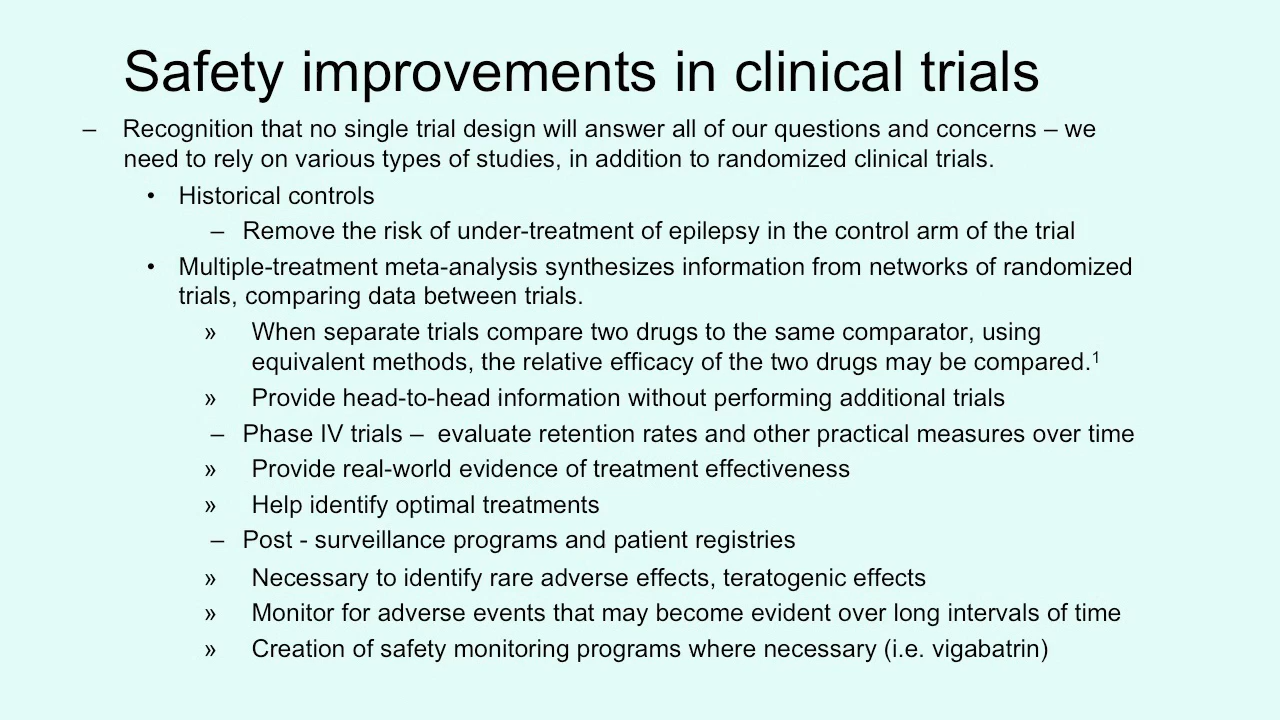 Safety improvements in clinical trials
– Recognition that no single trial design will answer all of our questions and concerns – we
need to rely on various types of studies, in addition to randomized clinical trials.
• Historical controls
– Remove the risk of under-treatment of epilepsy in the control arm of the trial
• Multiple-treatment meta-analysis synthesizes information from networks of randomized
trials, comparing data between trials.
» When separate trials compare two drugs to the same comparator, using
equivalent methods, the relative efficacy of the two drugs may be compared.¹
» Provide head-to-head information without performing additional trials
– Phase IV trials – evaluate retention rates and other practical measures over time
» Provide real-world evidence of treatment effectiveness
» Help identify optimal treatments
– Post - surveillance programs and patient registries
» Necessary to identify rare adverse effects, teratogenic effects
» Monitor for adverse events that may become evident over long intervals of time
» Creation of safety monitoring programs where necessary (i.e. vigabatrin)